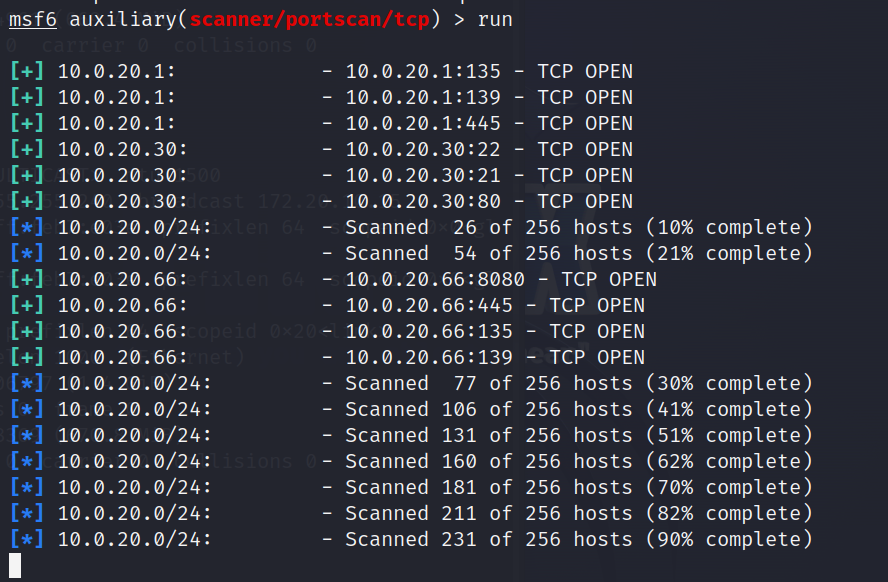 msf6 auxiliary(scanner/portscan/tcp) > run
0 carrier 0 collisions 0
[+] 10.0.20.1: - 10.0.20.1:135 - TCP OPEN
[+] 10.0.20.1: - 10.0.20.1:139 - TCP OPEN
[+] 10.0.20.1: - 10.0.20.1:445 - TCP OPEN
[+] 10.0.20.30: - 10.0.20.30:22 - TCP OPEN
[+] 10.0.20.30: - 10.0.20.30:21 - TCP OPEN
[+] 10.0.20.30: - 10.0.20.30:80 - TCP OPEN
[*] 10.0.20.0/24: - Scanned 26 of 256 hosts (10% complete)
[*] 10.0.20.0/24: - Scanned 54 of 256 hosts (21% complete)
[+] 10.0.20.66: - 10.0.20.66:8080 - TCP OPEN
[+] 10.0.20.66: - 10.0.20.66:445 - TCP OPEN
[+] 10.0.20.66: - 10.0.20.66:135 - TCP OPEN
[+] 10.0.20.66: - 10.0.20.66:139 - TCP OPEN
[*] 10.0.20.0/24: - Scanned 77 of 256 hosts (30% complete)
[*] 10.0.20.0/24: - Scanned 106 of 256 hosts (41% complete)
[*] 10.0.20.0/24: - Scanned 131 of 256 hosts (51% complete)
[*] 10.0.20.0/24: - Scanned 160 of 256 hosts (62% complete)
[*] 10.0.20.0/24: - Scanned 181 of 256 hosts (70% complete)
[*] 10.0.20.0/24: - Scanned 211 of 256 hosts (82% complete)
[*] 10.0.20.0/24: - Scanned 231 of 256 hosts (90% complete)